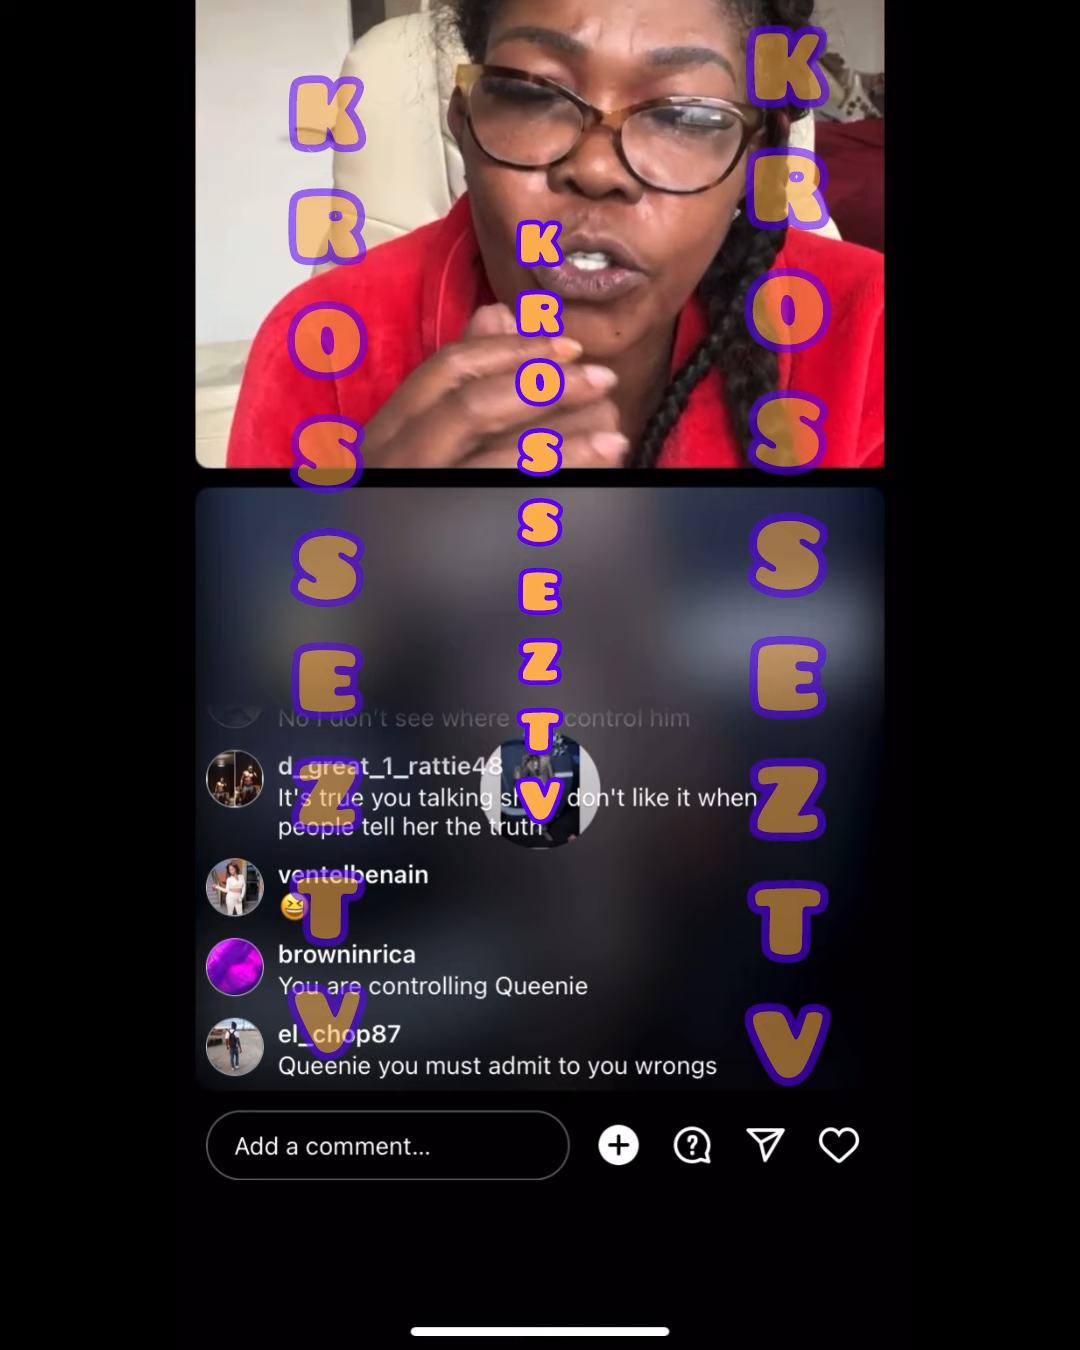 KROSSEZTV
KROSSEZTV
KROSSEZTV
No I don't see where control him
d_great_1_rattie48
It's true you talking don't like it when
people tell her the truth
ventelbenain
😆
browninrica
You are controlling Queenie
el_chop87
Queenie you must admit to you wrongs
Add a comment...